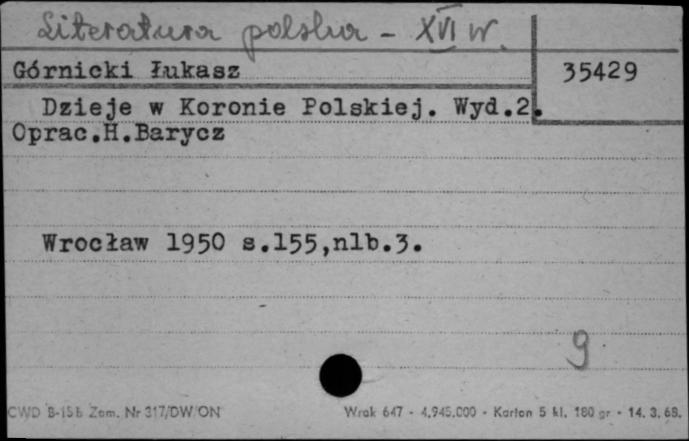 Literatura polska - XVI w.
Górnicki Łukasz
35429
Dzieje w Koronie Polskiej. Wyd.2.
Oprac.H.Barycz
Wrocław 1950 s.155,nlb.3.
9
CWD B-15b Zam. Nr 317/DW/ON
Wrak 647 - 4.945.000 - Karton 5 kl. 180 gr - 14. 3. 68.